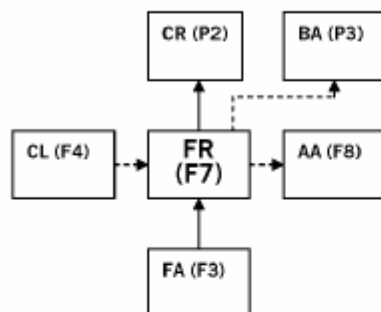 CR (P2)
BA (P3)
CL (F4)
FR
(F7)
AA (F8)
FA (F3)